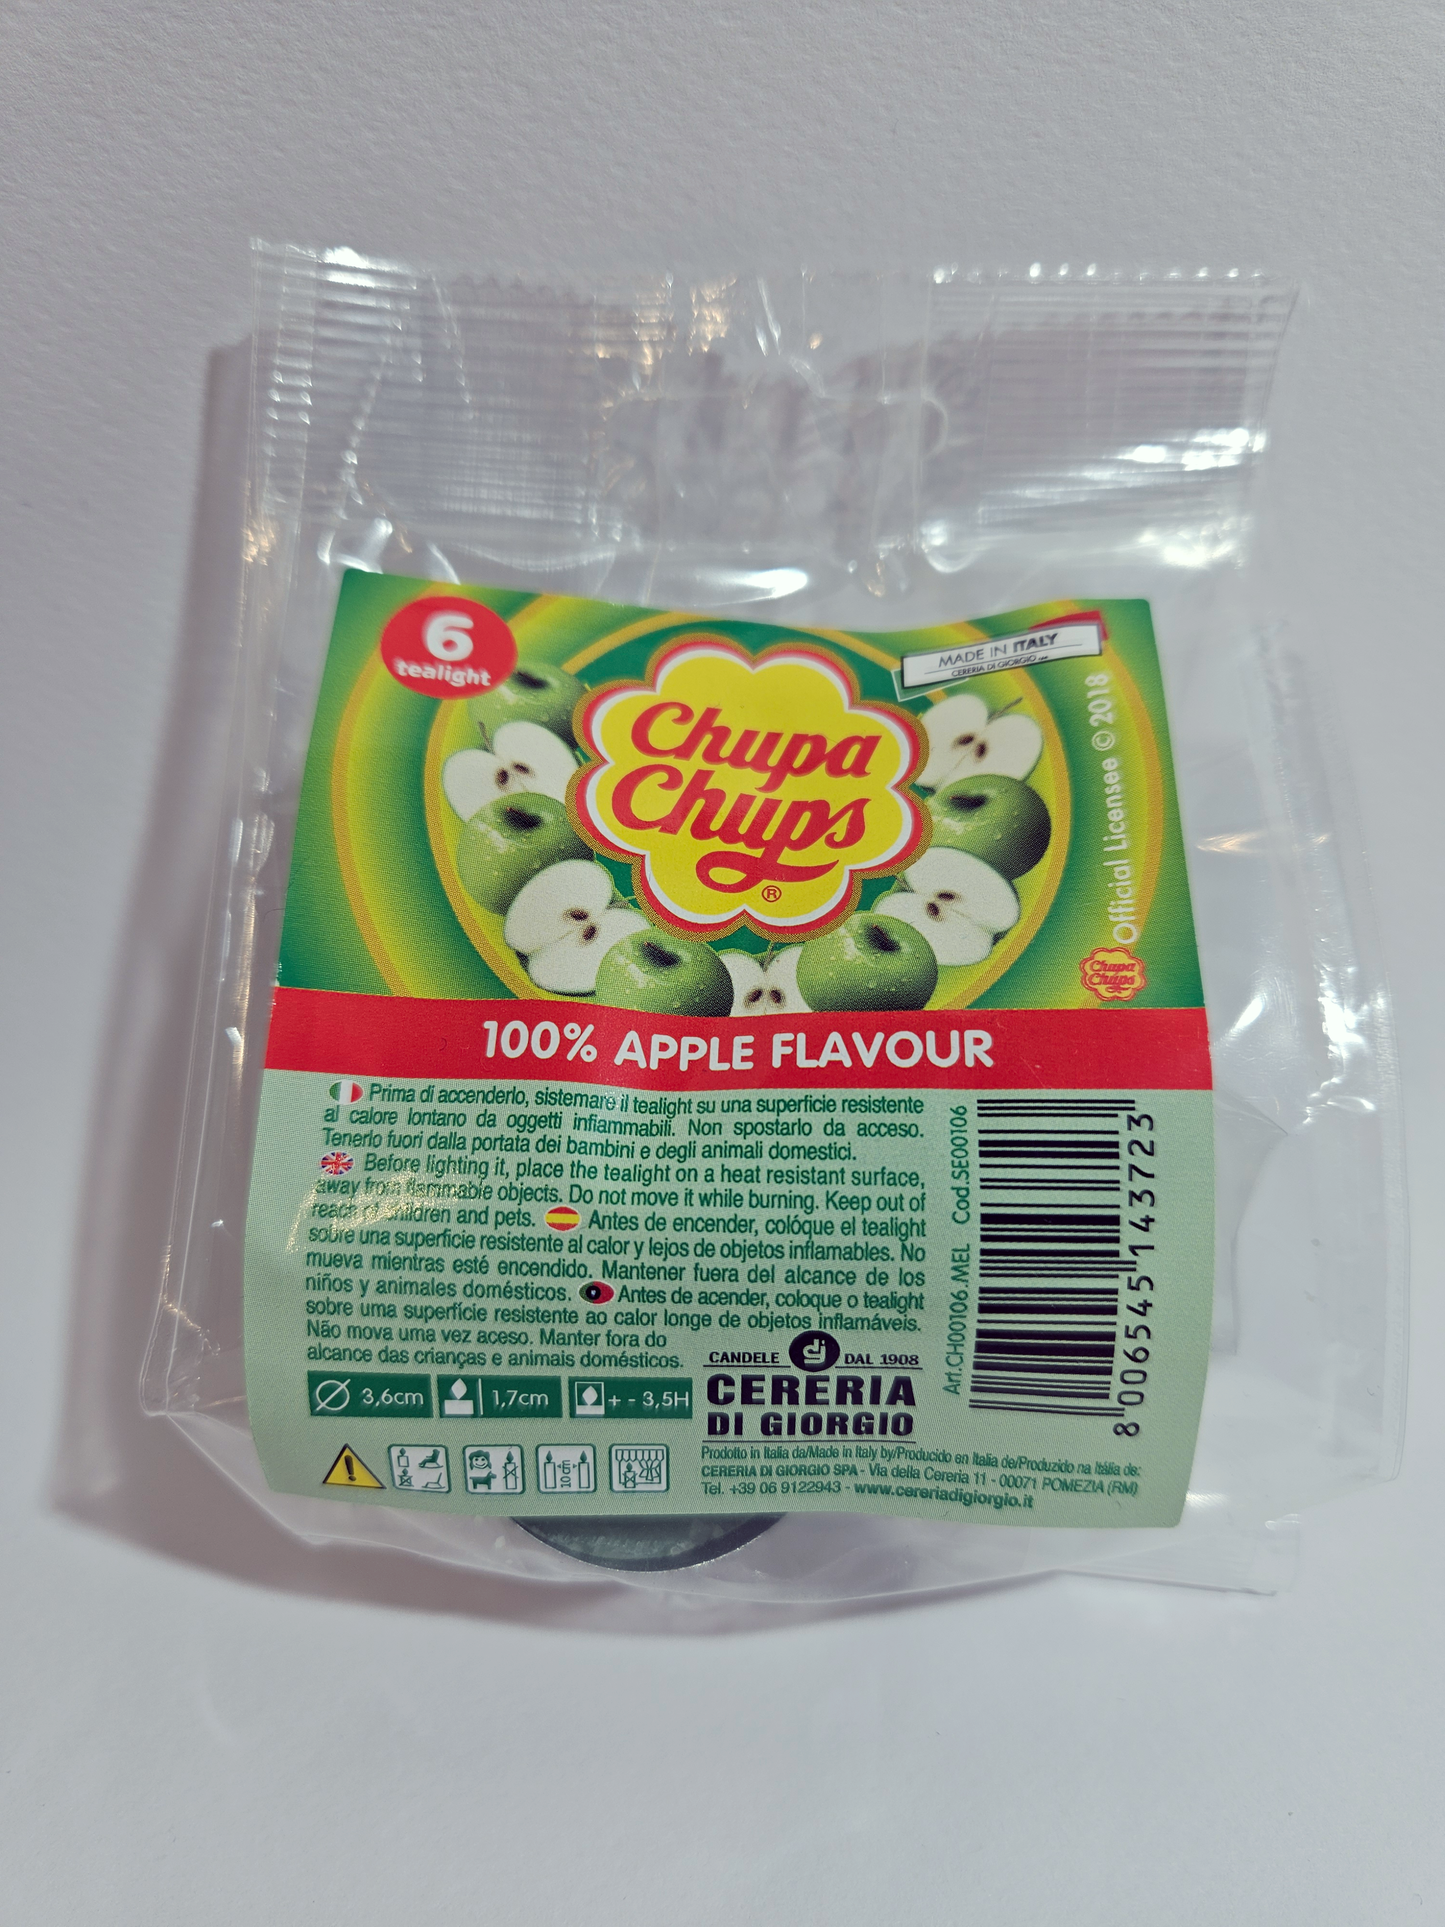 6
tealight
MADE IN ITALY
CERERIA DI GIORGIO SPA
Chupa
Chups
®
Official Licensee © 2018
Chupa
Chups
100% APPLE FLAVOUR
Prima di accenderlo, sistemare il tealight su una superficie resistente
al calore lontano da oggetti infiammabili. Non spostarlo da acceso.
Tenerlo fuori dalla portata dei bambini e degli animali domestici.
Before lighting it, place the tealight on a heat resistant surface,
away from flammable objects. Do not move it while burning. Keep out of
reach of children and pets. Antes de encender, colóque el tealight
sobre una superficie resistente al calor y lejos de objetos inflamables. No
mueva mientras esté encendido. Mantener fuera del alcance de los
niños y animales domésticos. Antes de acender, coloque o tealight
sobre uma superfície resistente ao calor longe de objetos inflamáveis.
Não mova uma vez aceso. Manter fora do
alcance das crianças e animais domésticos.
3,6cm
1,7cm
+ - 3,5H
10cm
CANDELE dg DAL 1908
CERERIA
DI GIORGIO
Prodotto in Italia da/Made in Italy by/Producido en Italia de/Produzido na Itália de:
CERERIA DI GIORGIO SPA - Via della Cereria 11 - 00071 POMEZIA (RM)
Tel. +39 06 9122943 - www.cereriadigiorgio.it
Art.CH00106.MEL Cod.SE00106
8 006545 143723